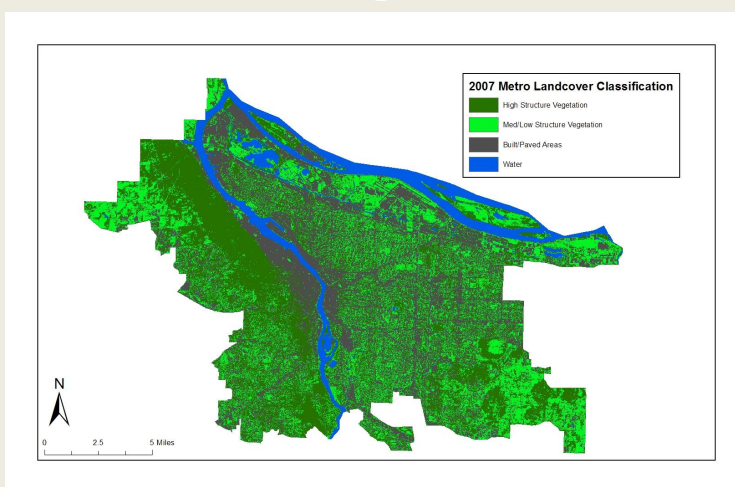 2007 Metro Landcover Classification
High Structure Vegetation
Med/Low Structure Vegetation
Built/Paved Areas
Water
N
0 2.5 5 Miles